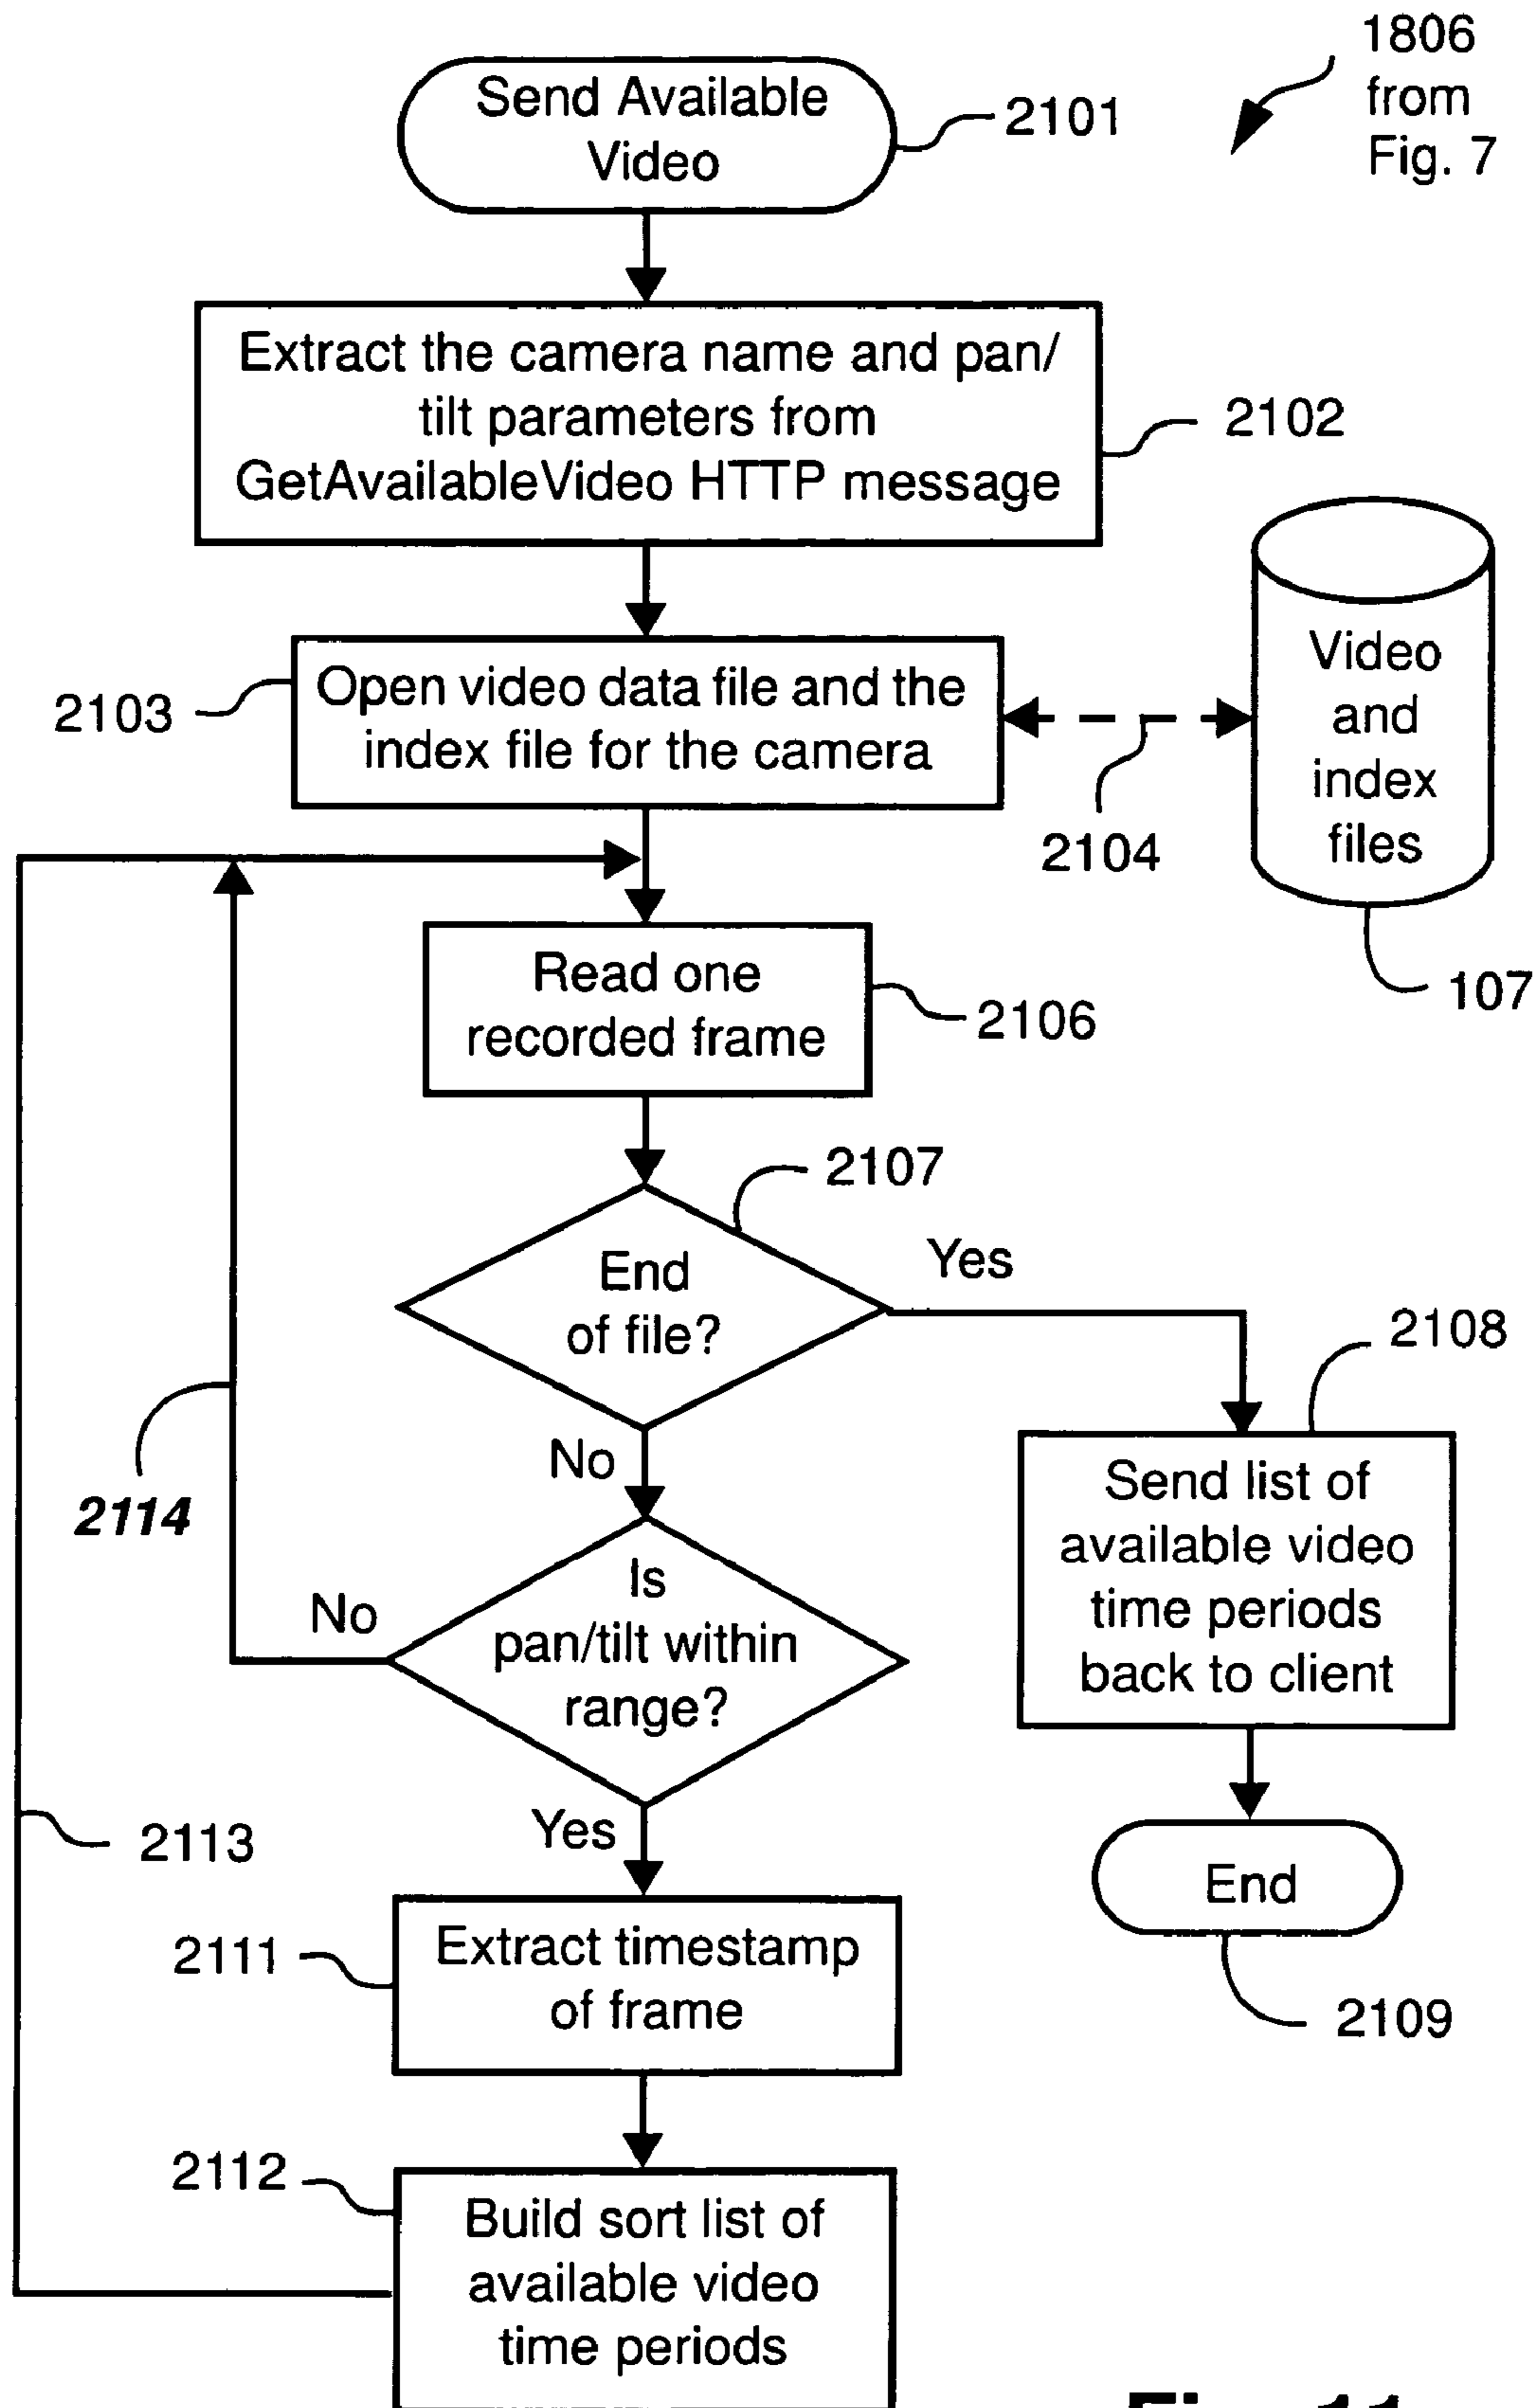 1806
from
Fig. 7
Send Available
Video
2101
Extract the camera name and pan/
tilt parameters from
GetAvailableVideo HTTP message
2102
2103
Open video data file and the
index file for the camera
2104
Video
and
index
files
107
Read one
recorded frame
2106
2107
End
of file?
Yes
No
2108
Send list of
available video
time periods
back to client
2114
Is
pan/tilt within
range?
No
Yes
2113
End
2109
2111
Extract timestamp
of frame
2112
Build sort list of
available video
time periods